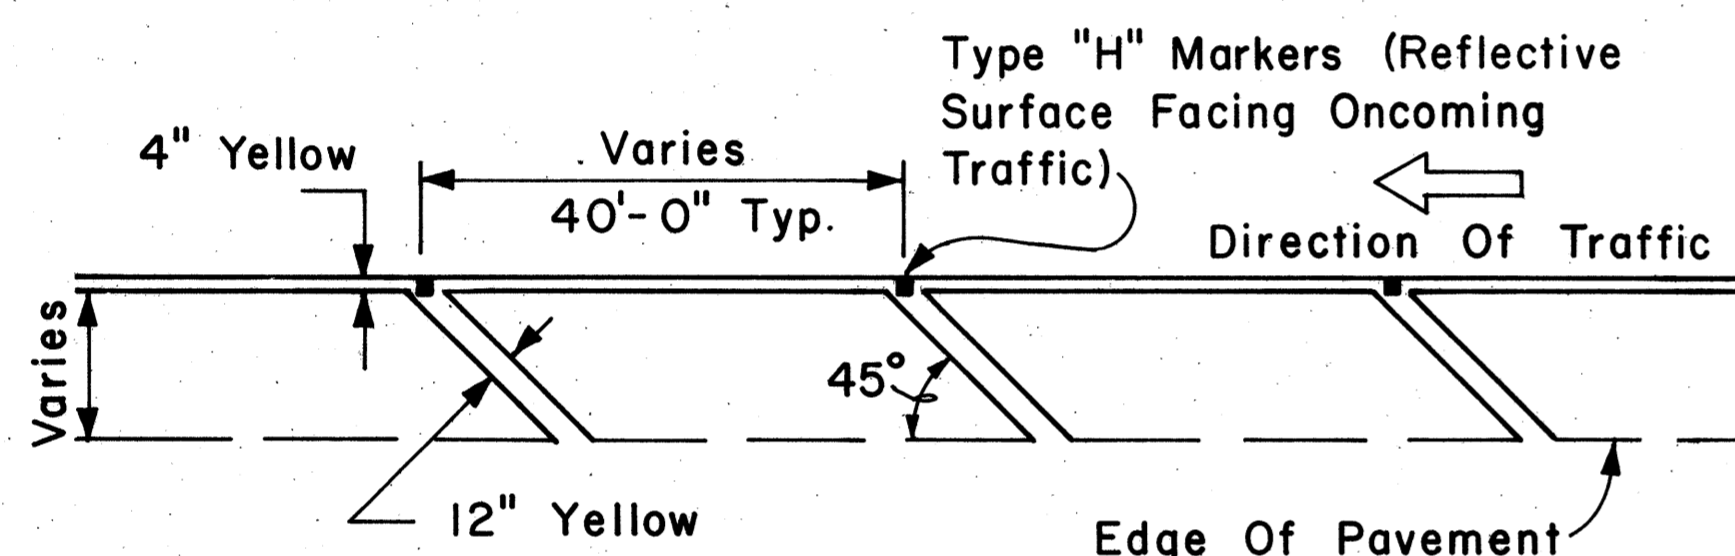 Type "H" Markers (Reflective
Surface Facing Oncoming
Traffic)
4" Yellow
Varies
40'-0" Typ.
Direction Of Traffic
Varies
45°
12" Yellow
Edge Of Pavement